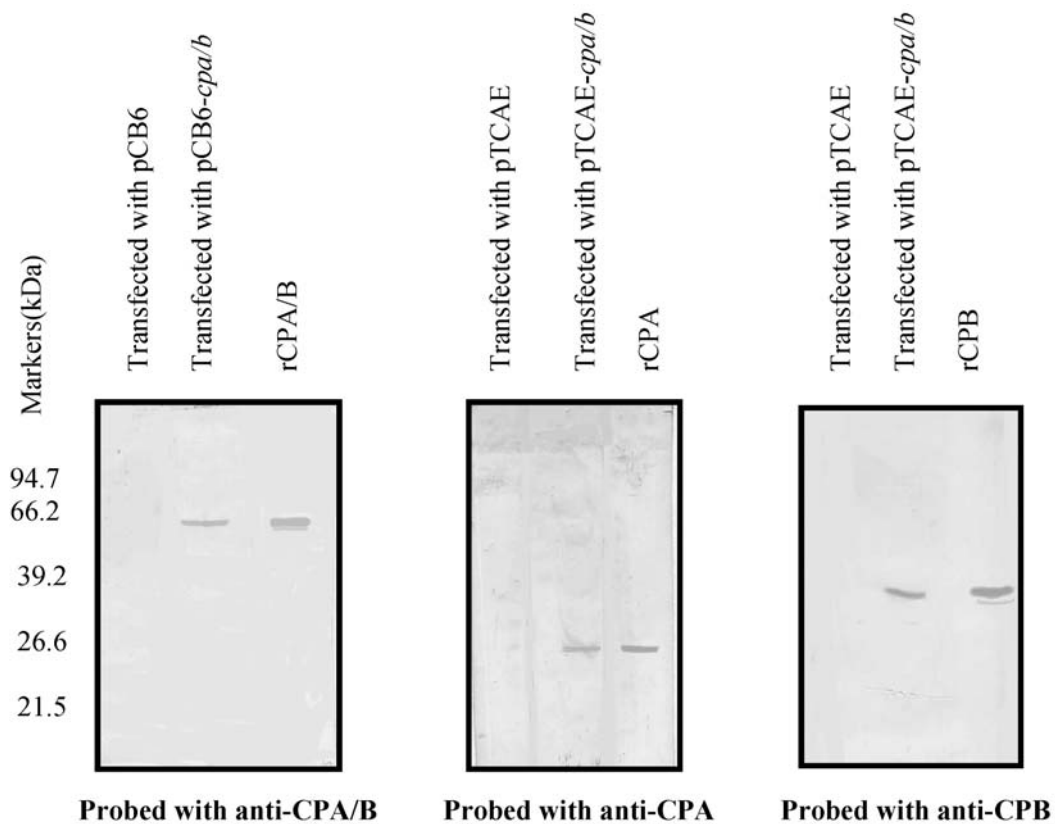 Markers(kDa)
Transfected with pCB6
Transfected with pCB6-cpa/b
rCPA/B
Transfected with pTCAE
Transfected with pTCAE-cpa/b
rCPA
Transfected with pTCAE
Transfected with pTCAE-cpa/b
rCPB
94.7
66.2
39.2
26.6
21.5
Probed with anti-CPA/B
Probed with anti-CPA
Probed with anti-CPB